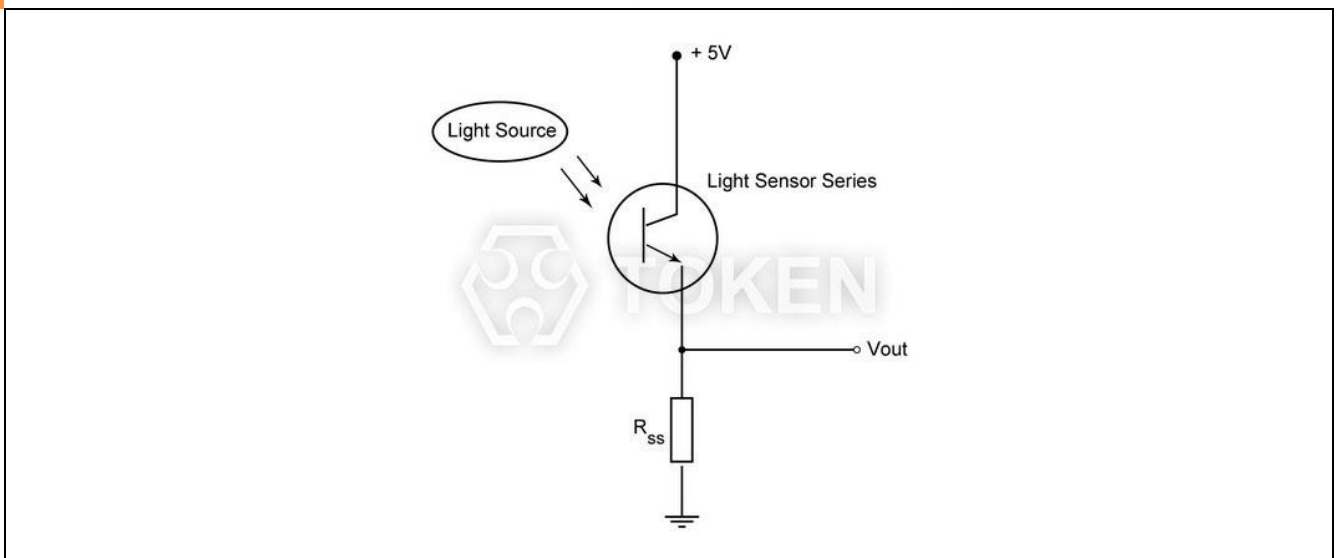 + 5V
Light Source
Light Sensor Series
TOKEN
Vout
Rss